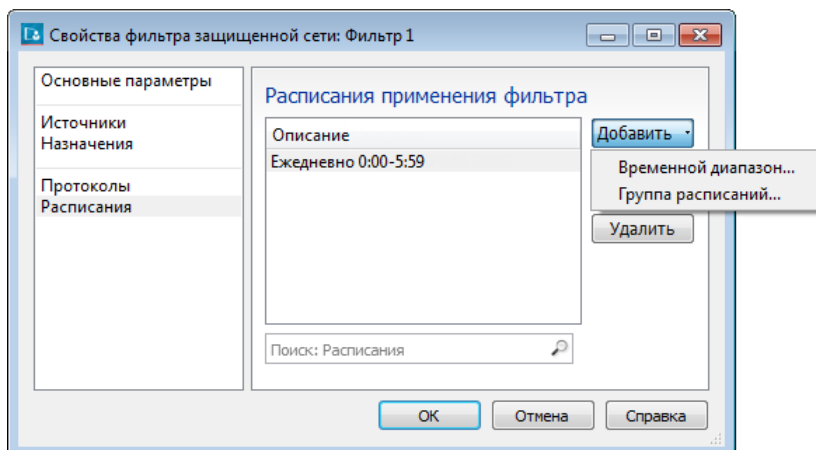 Свойства фильтра защищенной сети: Фильтр 1
Основные параметры
Источники
Назначения
Протоколы
Расписания
Расписания применения фильтра
Описание
Ежедневно 0:00-5:59
Добавить
Временной диапазон...
Группа расписаний...
Удалить
Поиск: Расписания
ОК
Отмена
Справка